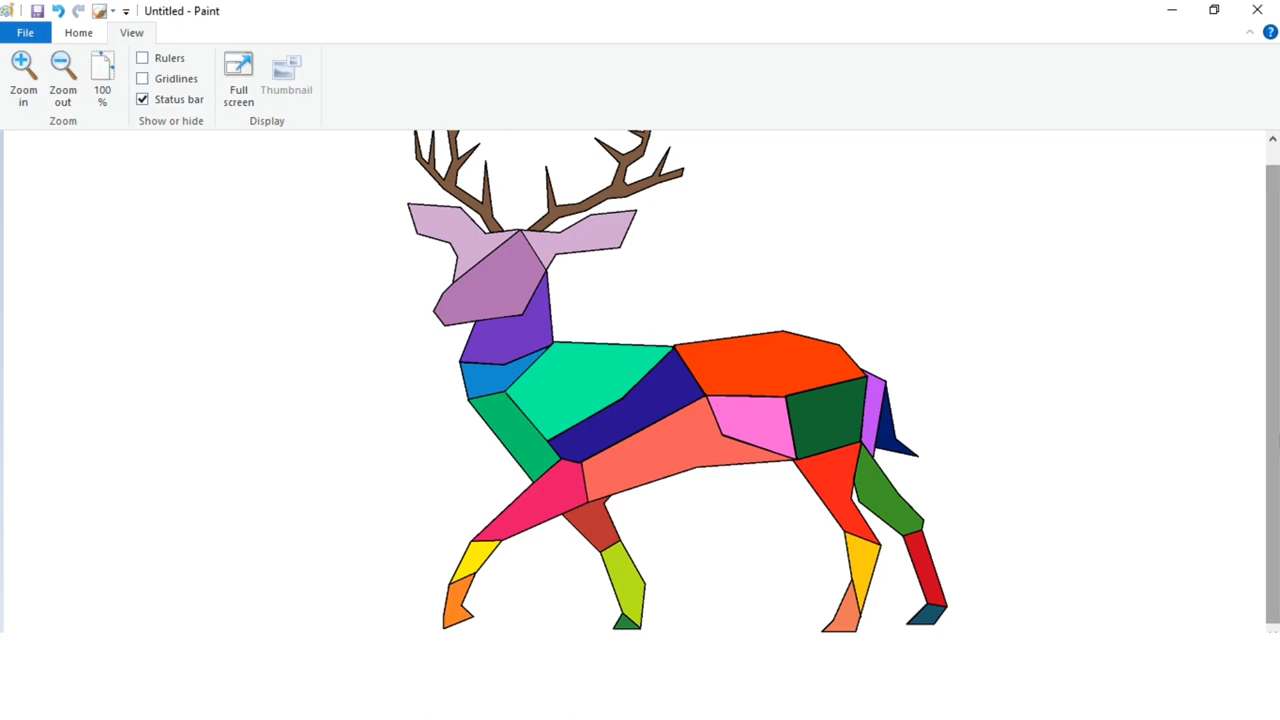 Untitled - Paint
File Home View
Zoom in
Zoom out
100 %
Rulers
Gridlines
Status bar
Full screen
Thumbnail
Zoom
Show or hide
Display